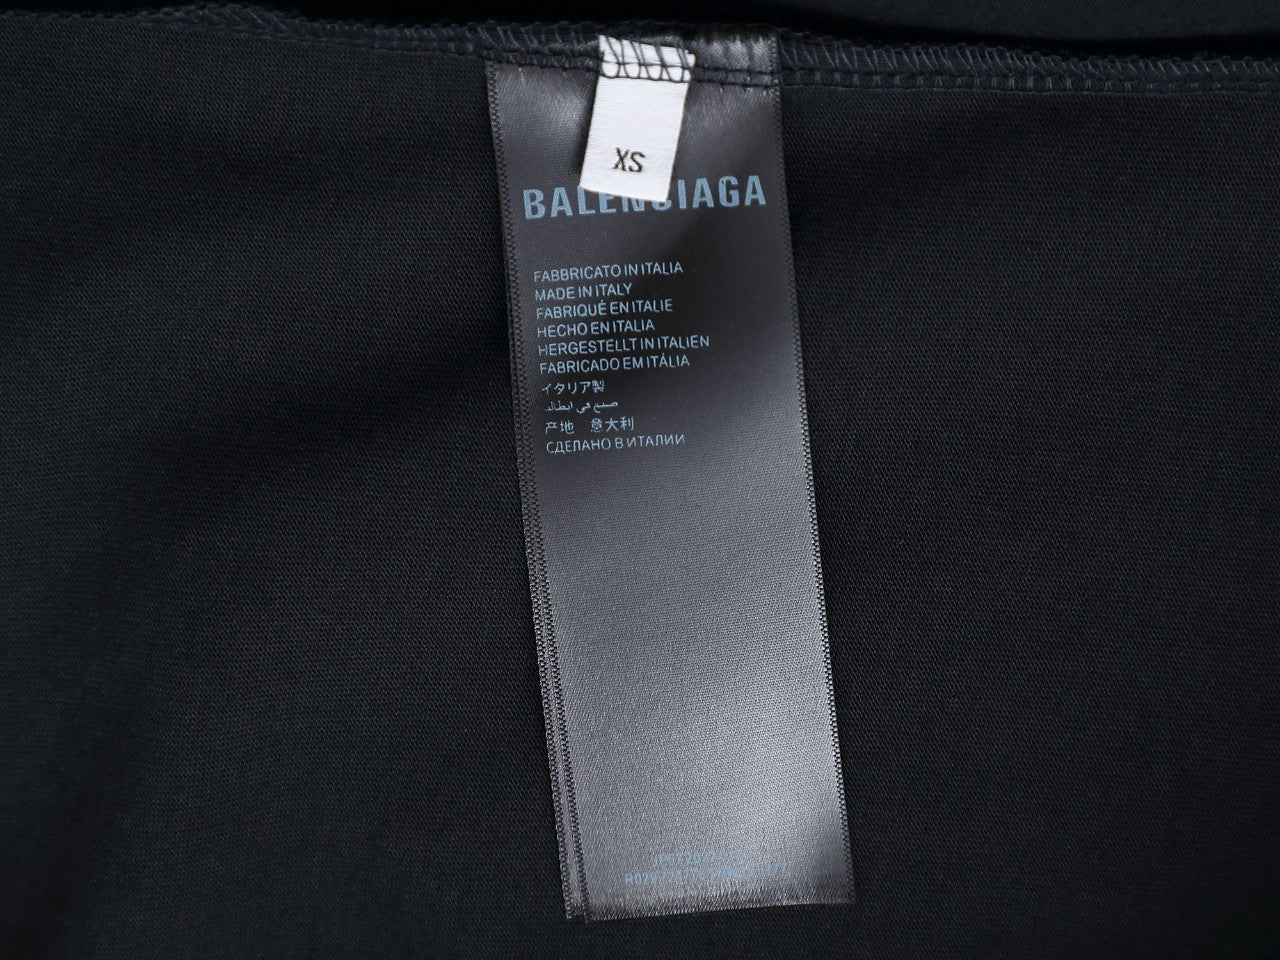 XS
BALENCIAGA
FABBRICATO IN ITALIA
MADE IN ITALY
FABRIQUÉ EN ITALIE
HECHO EN ITALIA
HERGESTELLT IN ITALIEN
FABRICADO EM ITÁLIA
イタリア製
صنع في ايطاليا
产地 意大利
СДЕЛАНО В ИТАЛИИ